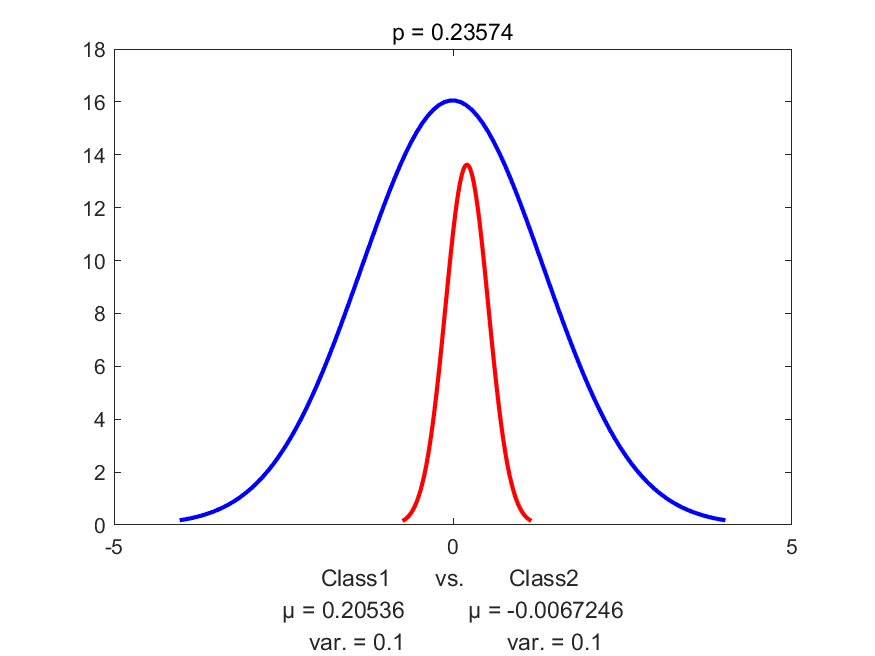 p = 0.23574
18
16
14
12
10
8
6
4
2
0
-5 0 5
Class1 vs. Class2
μ = 0.20536 μ = -0.0067246
var. = 0.1 var. = 0.1